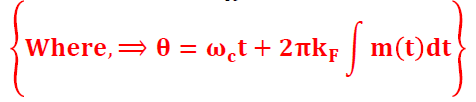 {Where, ⟹ θ = ω_c t + 2πk_F ∫ m(t)dt}